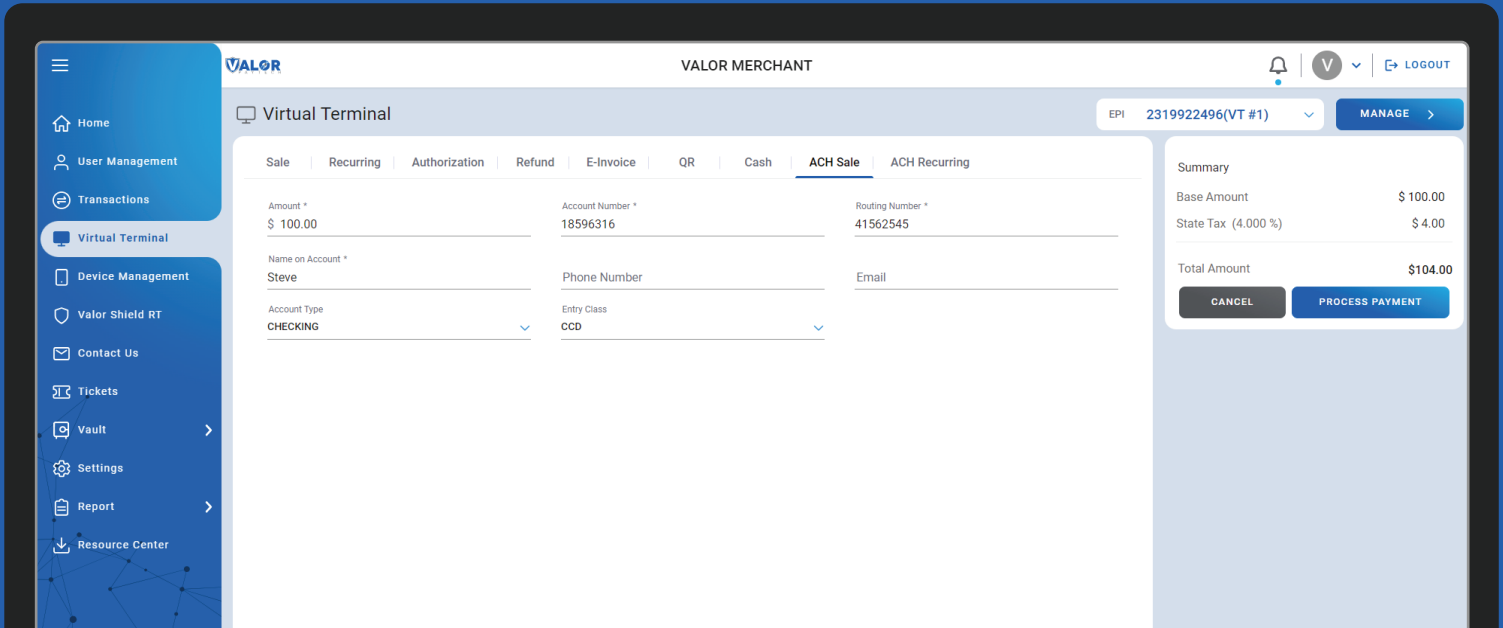 VALOR
VALOR MERCHANT
V
LOGOUT
Home
User Management
Transactions
Virtual Terminal
Device Management
Valor Shield RT
Contact Us
Tickets
Vault
Settings
Report
Resource Center
Virtual Terminal
EPI 2319922496(VT #1)
MANAGE
Sale Recurring Authorization Refund E-Invoice QR Cash ACH Sale ACH Recurring
Amount * Account Number * Routing Number *
$ 100.00 18596316 41562545
Name on Account *
Steve Phone Number Email
Account Type Entry Class
CHECKING CCD
Summary
Base Amount $ 100.00
State Tax (4.000 %) $ 4.00
Total Amount $104.00
CANCEL PROCESS PAYMENT